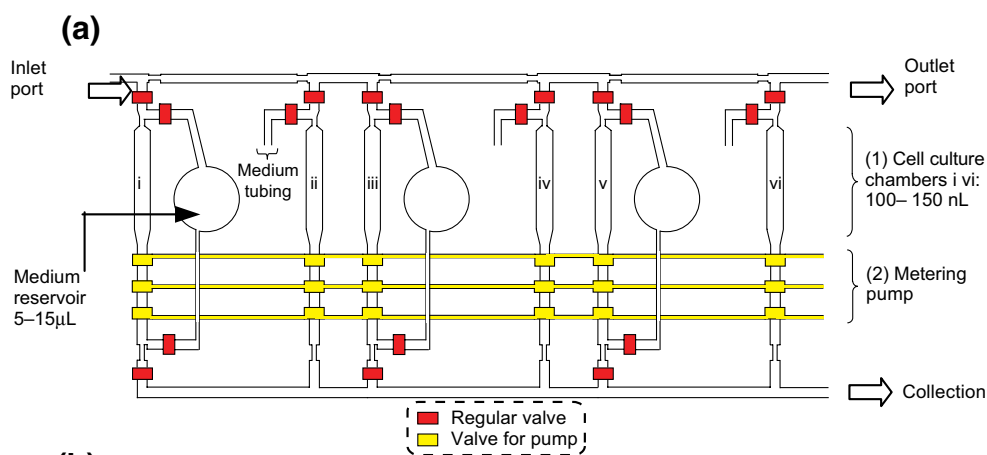 (a)
Inlet
port
Outlet
port
Medium
tubing
i
ii
iii
iv
v
vi
(1) Cell culture
chambers i vi:
100– 150 nL
Medium
reservoir
5–15μL
(2) Metering
pump
Collection
Regular valve
Valve for pump